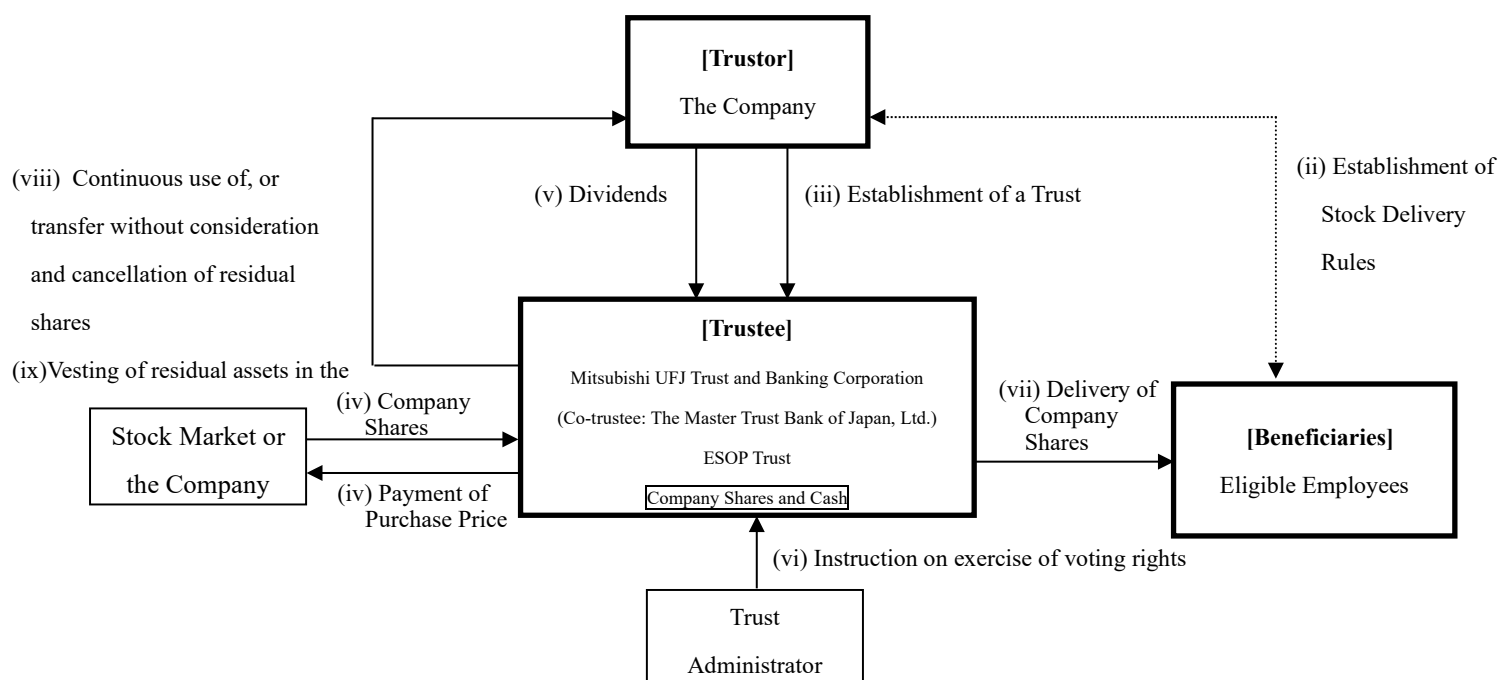 [Trustor]
The Company
(viii) Continuous use of, or
transfer without consideration
and cancellation of residual
shares
(ix)Vesting of residual assets in the
(v) Dividends
(iii) Establishment of a Trust
(ii) Establishment of
Stock Delivery
Rules
[Trustee]
Mitsubishi UFJ Trust and Banking Corporation
(Co-trustee: The Master Trust Bank of Japan, Ltd.)
ESOP Trust
Company Shares and Cash
(iv) Company
Shares
Stock Market or
the Company
(iv) Payment of
Purchase Price
(vii) Delivery of
Company
Shares
[Beneficiaries]
Eligible Employees
(vi) Instruction on exercise of voting rights
Trust
Administrator